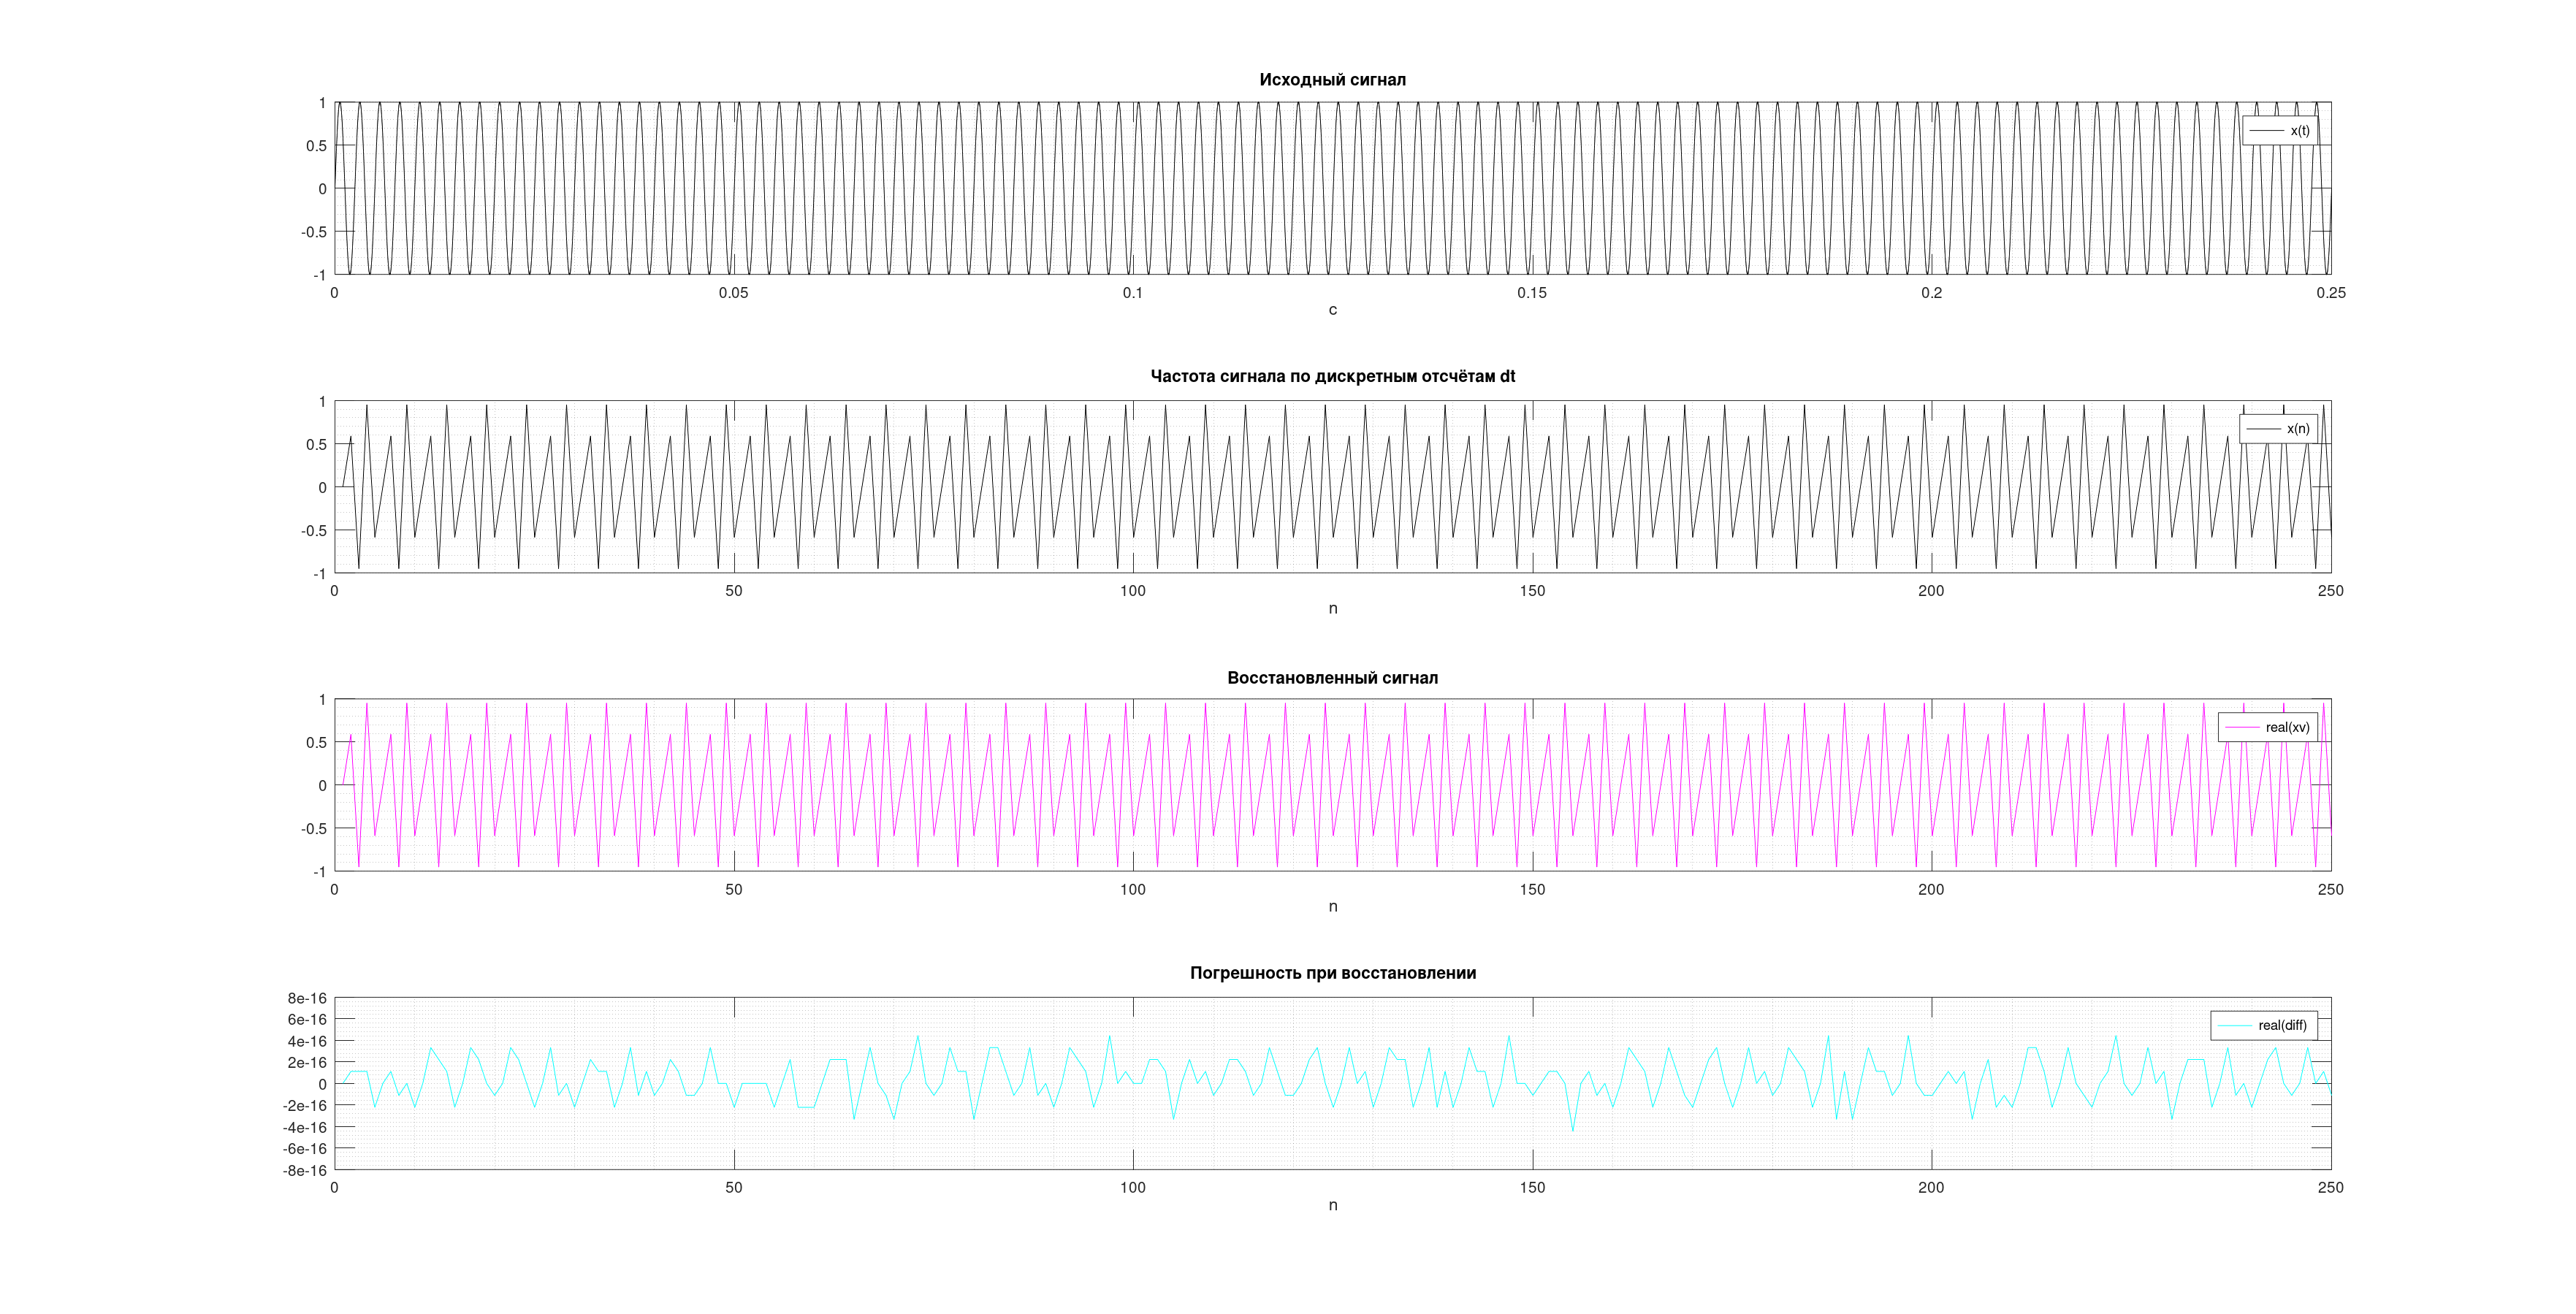 Исходный сигнал
1
0.5
0
-0.5
-1
x(t)
0 0.05 0.1 0.15 0.2 0.25
c
Частота сигнала по дискретным отсчётам dt
1
0.5
0
-0.5
-1
x(n)
0 50 100 150 200 250
n
Восстановленный сигнал
1
0.5
0
-0.5
-1
real(xv)
0 50 100 150 200 250
n
Погрешность при восстановлении
8e-16
6e-16
4e-16
2e-16
0
-2e-16
-4e-16
-6e-16
-8e-16
real(diff)
0 50 100 150 200 250
n